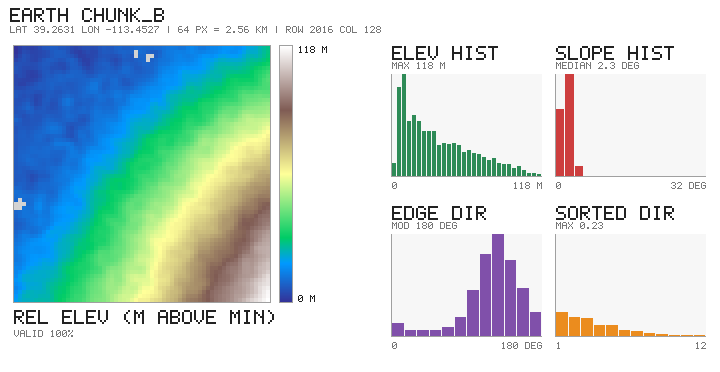 EARTH CHUNK_B
LAT 39.2631 LON -113.4527 | 64 PX = 2.56 KM | ROW 2016 COL 128
118 M
0 M
REL ELEV (M ABOVE MIN)
VALID 100%
ELEV HIST
MAX 118 M
0 118 M
SLOPE HIST
MEDIAN 2.3 DEG
0 32 DEG
EDGE DIR
MOD 180 DEG
0 180 DEG
SORTED DIR
MAX 0.23
1 12